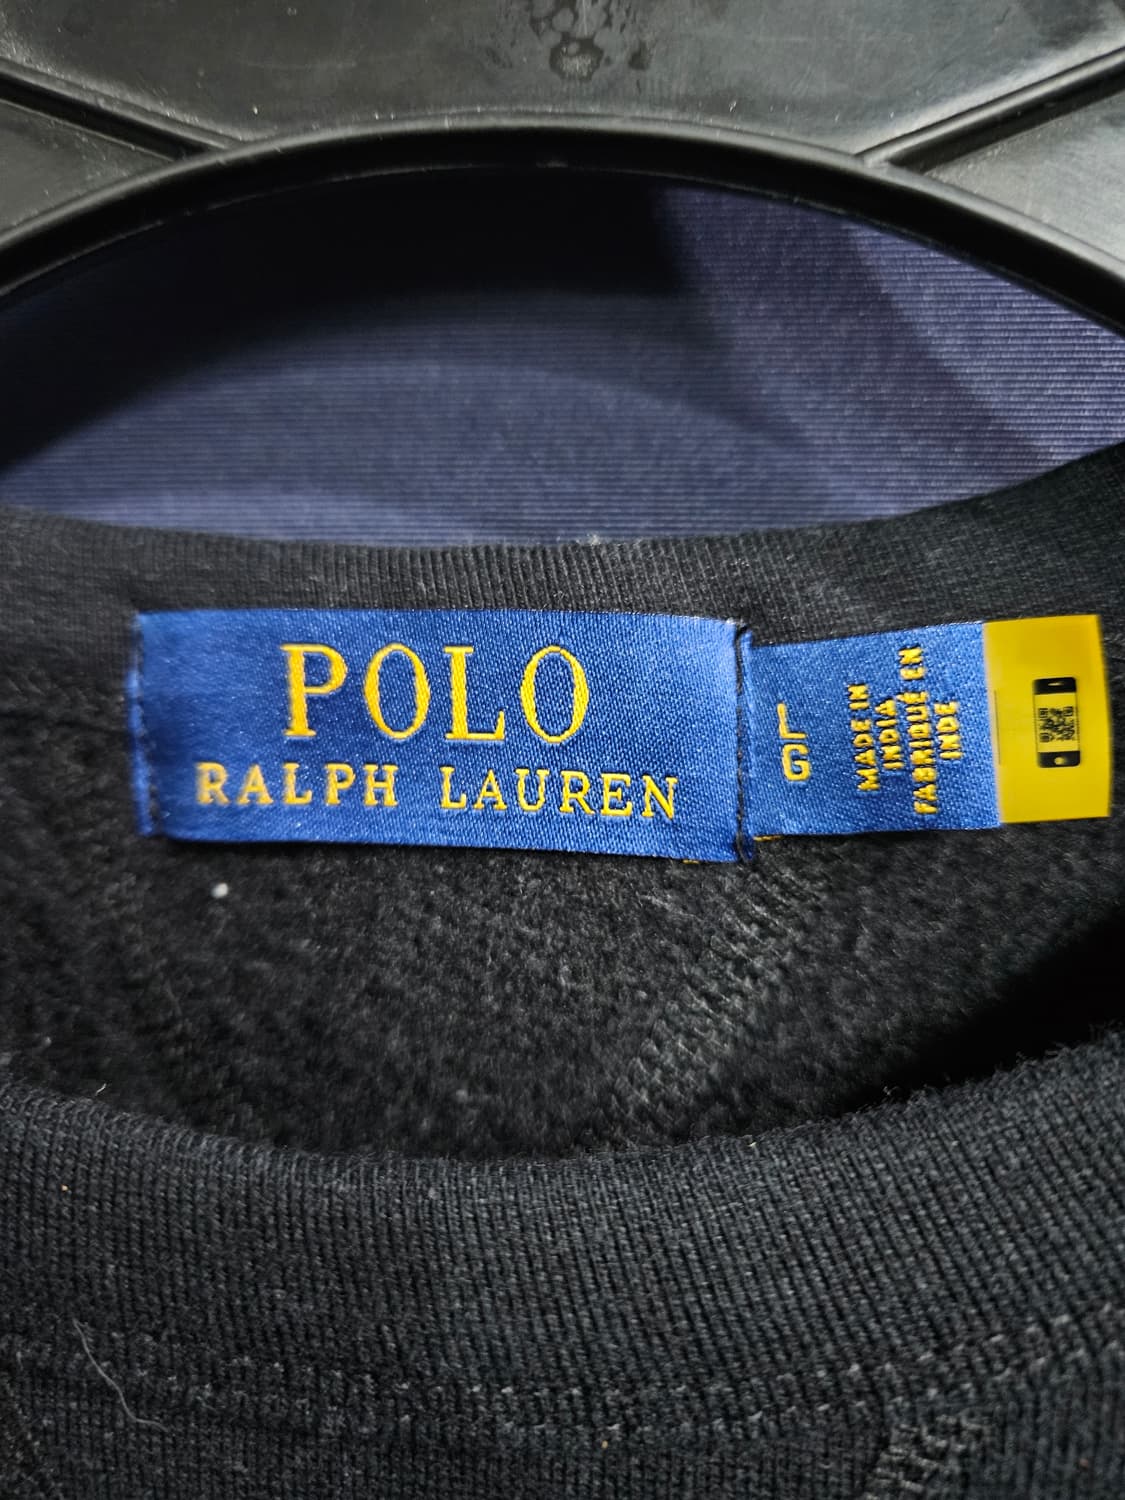 POLO
RALPH LAUREN
L
G
MADE IN
INDIA
FABRIQUE EN
INDE